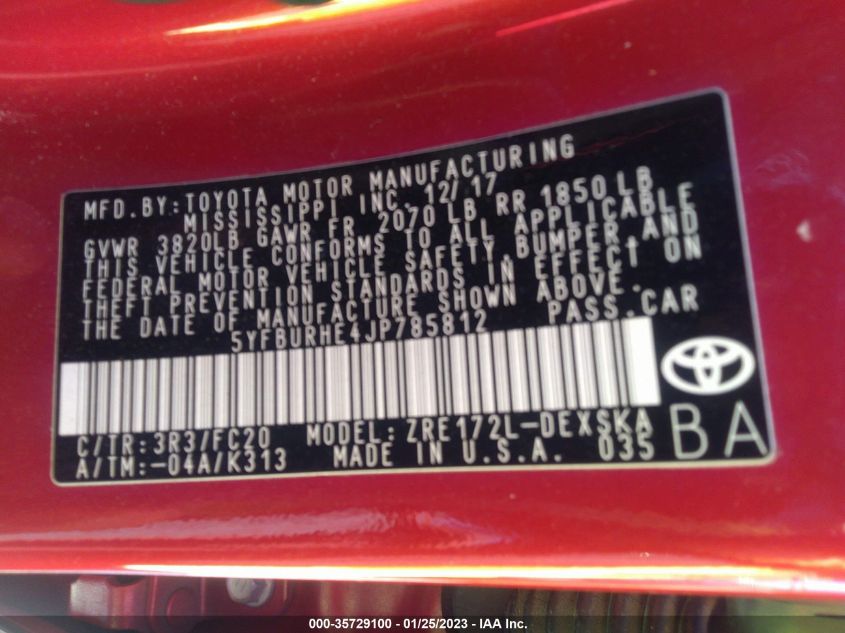 MFD.BY:TOYOTA MOTOR MANUFACTURING
MISSISSIPPI INC. 12/17
GVWR 3820LB GAWR FR 2070 LB RR 1850 LB
THIS VEHICLE CONFORMS TO ALL APPLICABLE
FEDERAL MOTOR VEHICLE SAFETY,BUMPER,AND
THEFT PREVENTION STANDARDS IN EFFECT ON
THE DATE OF MANUFACTURE SHOWN ABOVE.
5YFBURHE4JP785812 PASS.CAR
C/TR:3R3/FC20 MODEL:ZRE172L-DEXSKA
A/TM:-04A/K313 MADE IN U.S.A. 035
BA
000-35729100 - 01/25/2023 - IAA Inc.